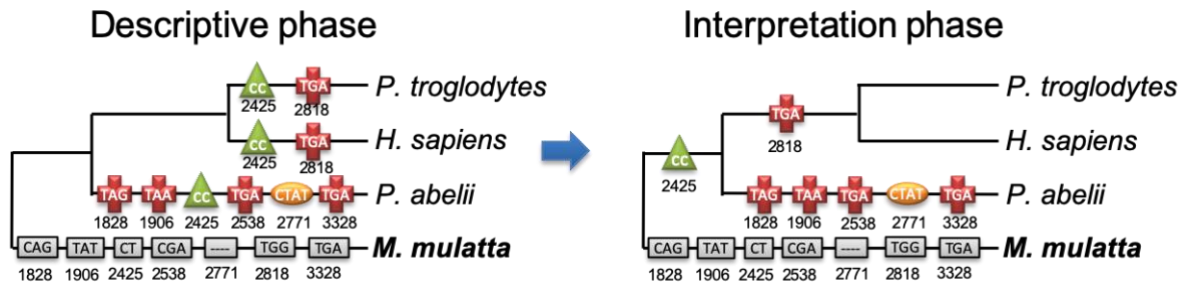 Descriptive phase
CC TGA P. troglodytes
2425 2818
CC TGA H. sapiens
2425 2818
TAG TAA CC TGA CTAT TGA P. abelii
1828 1906 2425 2538 2771 3328
CAG TAT CT CGA ---- TGG TGA M. mulatta
1828 1906 2425 2538 2771 2818 3328
Interpretation phase
P. troglodytes
TGA
2818
H. sapiens
CC
2425
TAG TAA TGA CTAT TGA P. abelii
1828 1906 2538 2771 3328
CAG TAT CT CGA ---- TGG TGA M. mulatta
1828 1906 2425 2538 2771 2818 3328